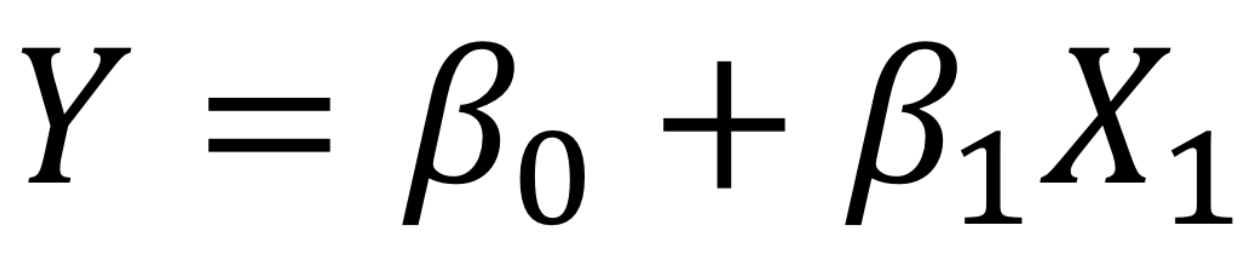 Y = β₀ + β₁X₁